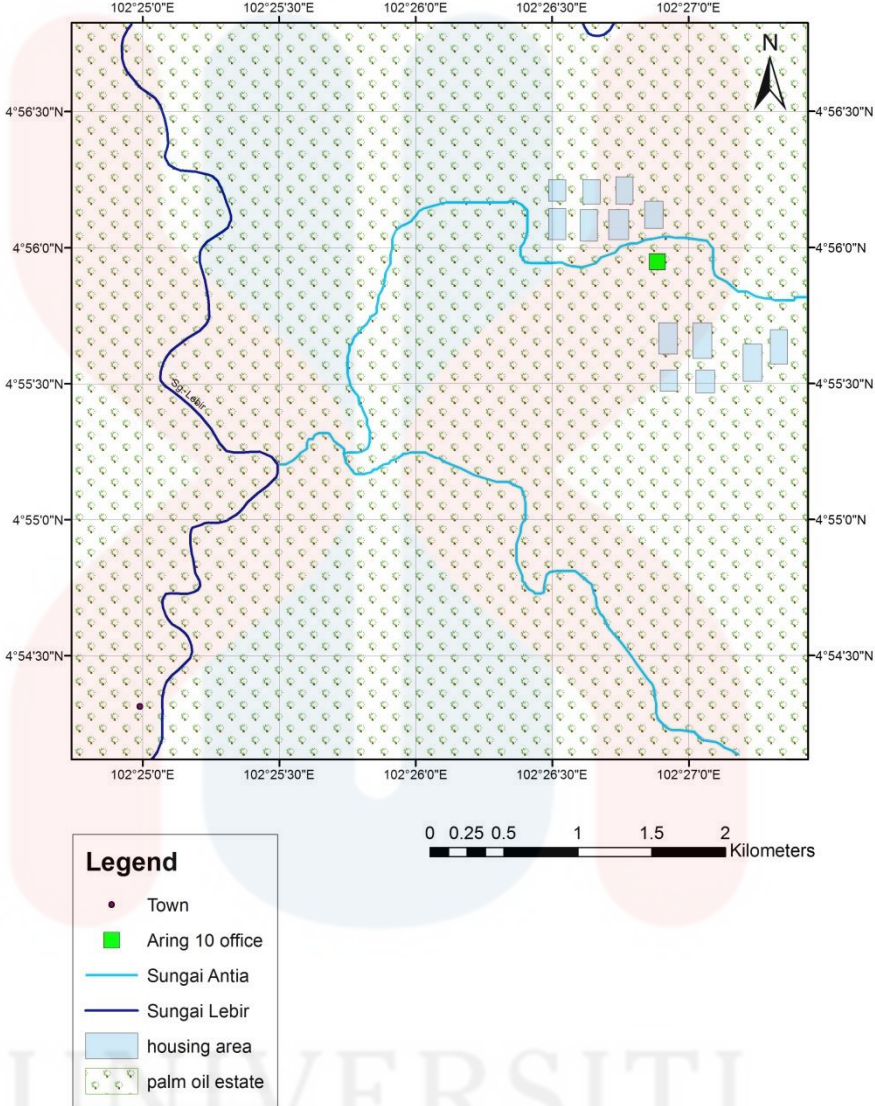 102°25'0"E 102°25'30"E 102°26'0"E 102°26'30"E 102°27'0"E
N
4°56'30"N 4°56'30"N
4°56'0"N 4°56'0"N
4°55'30"N 4°55'30"N
Sg. Lebir
4°55'0"N 4°55'0"N
4°54'30"N 4°54'30"N
102°25'0"E 102°25'30"E 102°26'0"E 102°26'30"E 102°27'0"E
0 0.25 0.5 1 1.5 2
Kilometers
Legend
Town
Aring 10 office
Sungai Antia
Sungai Lebir
housing area
palm oil estate
UNIVERSITI